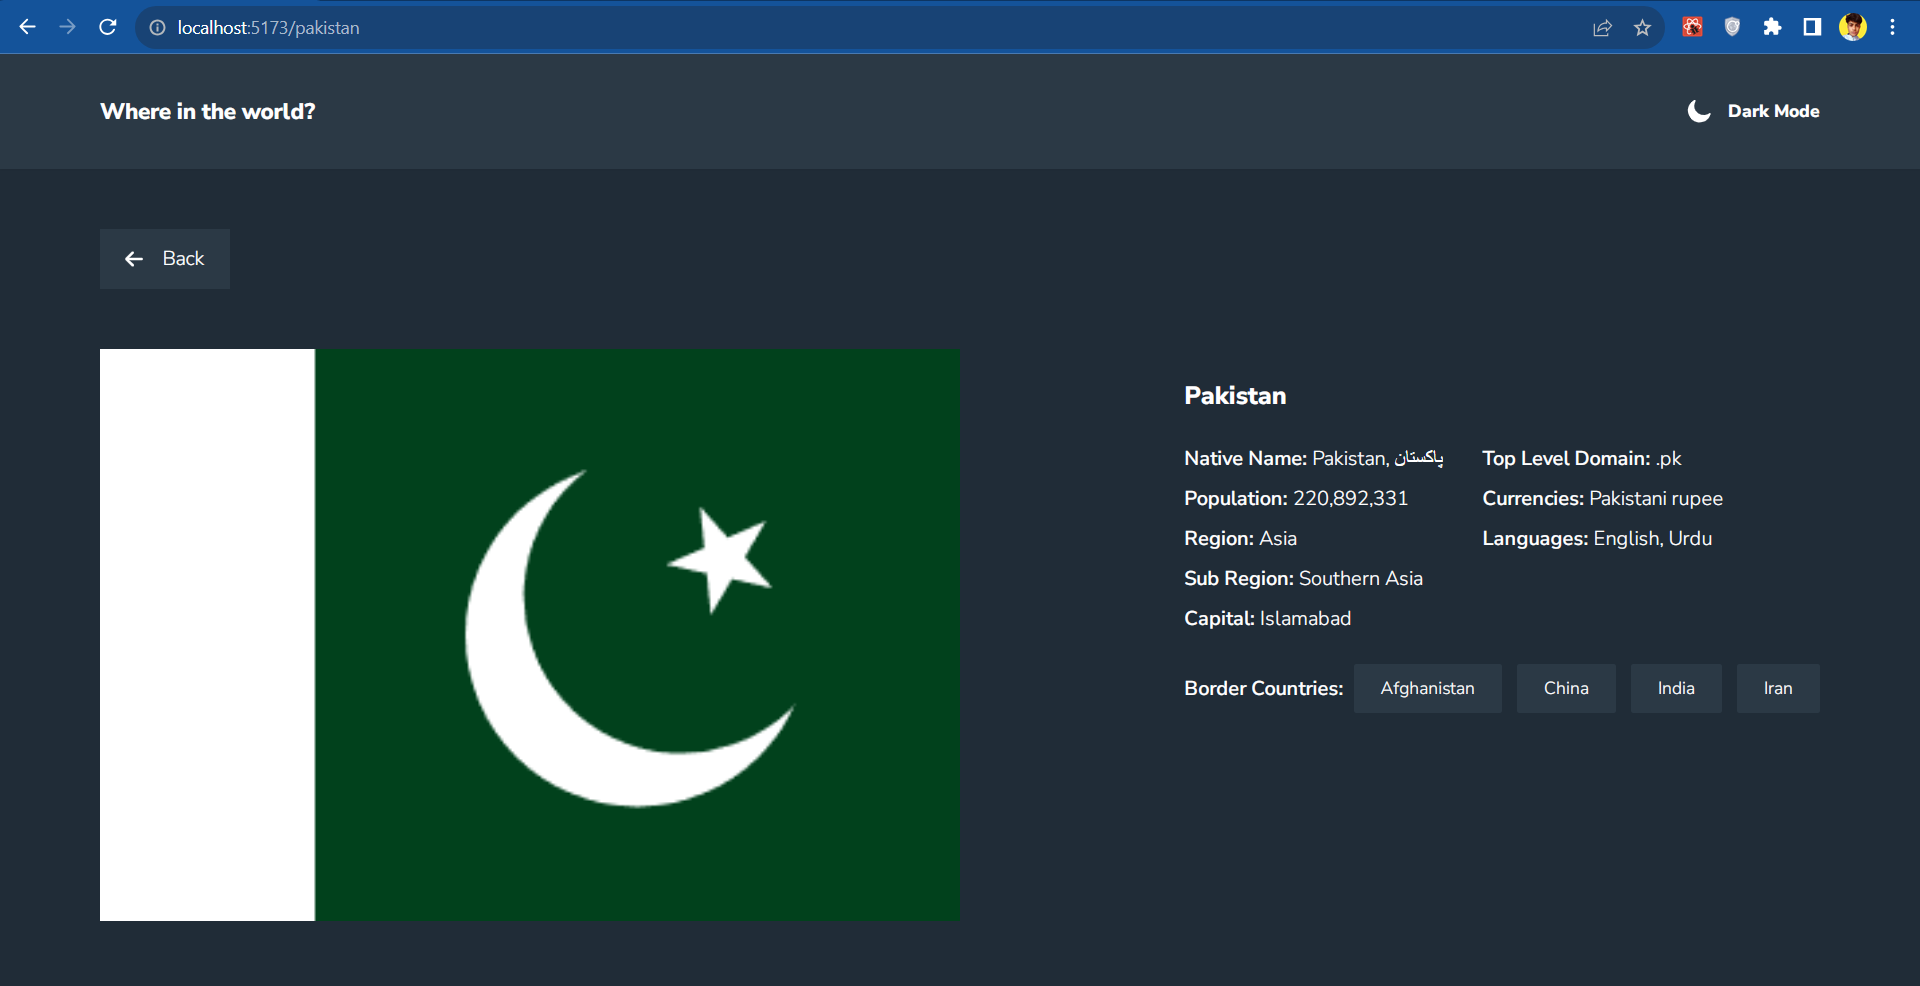 localhost:5173/pakistan
Where in the world?
Dark Mode
Back
Pakistan
Native Name: Pakistan, پاکستان
Population: 220,892,331
Region: Asia
Sub Region: Southern Asia
Capital: Islamabad
Top Level Domain: .pk
Currencies: Pakistani rupee
Languages: English, Urdu
Border Countries: Afghanistan China India Iran